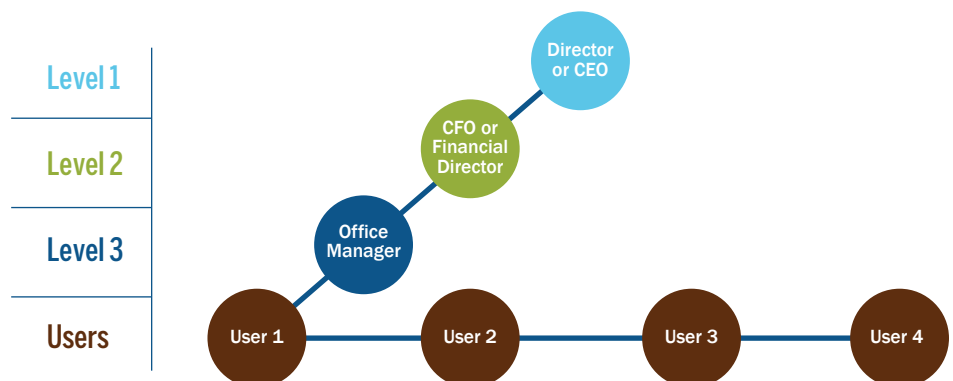 Level 1
Director
or CEO
Level 2
CFO or
Financial
Director
Level 3
Office
Manager
Users
User 1
User 2
User 3
User 4